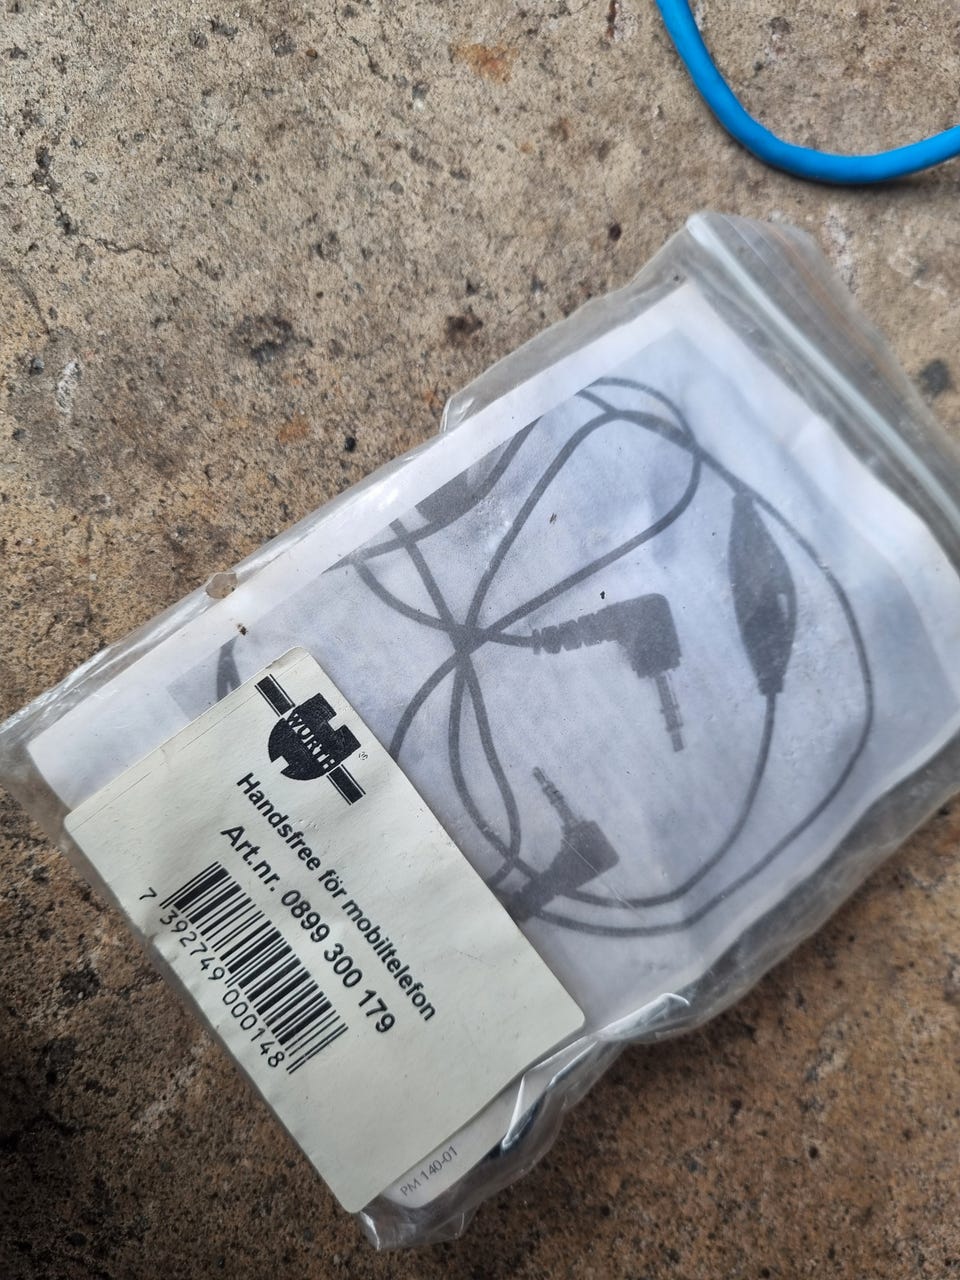 WÜRTH
®
Handsfree för mobiltelefon
Art.nr. 0899 300 179
7 392749 000148
PM 140-01